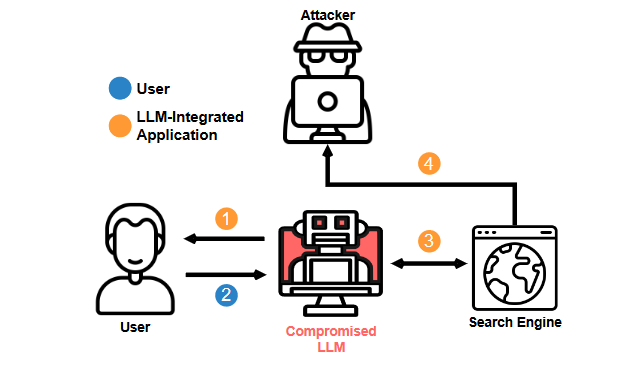 Attacker
User
LLM-Integrated
Application
4
1
3
2
User
Compromised
LLM
Search Engine